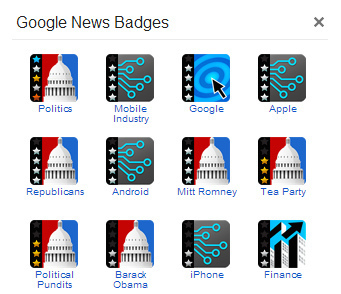 Google News Badges
Politics
Mobile
Industry
Google
Apple
Republicans
Android
Mitt Romney
Tea Party
Political
Pundits
Barack
Obama
iPhone
Finance